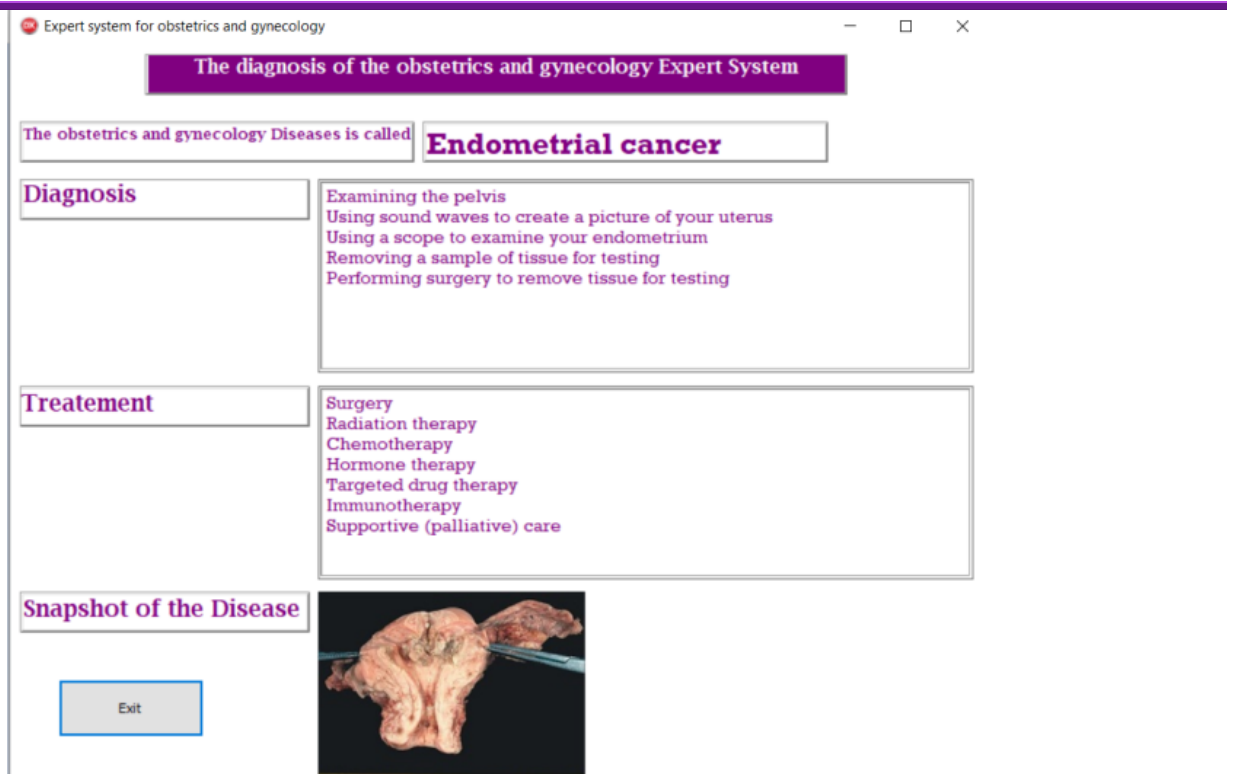 Expert system for obstetrics and gynecology
The diagnosis of the obstetrics and gynecology Expert System
The obstetrics and gynecology Diseases is called
Endometrial cancer
Diagnosis
Examining the pelvis
Using sound waves to create a picture of your uterus
Using a scope to examine your endometrium
Removing a sample of tissue for testing
Performing surgery to remove tissue for testing
Treatement
Surgery
Radiation therapy
Chemotherapy
Hormone therapy
Targeted drug therapy
Immunotherapy
Supportive (palliative) care
Snapshot of the Disease
Exit